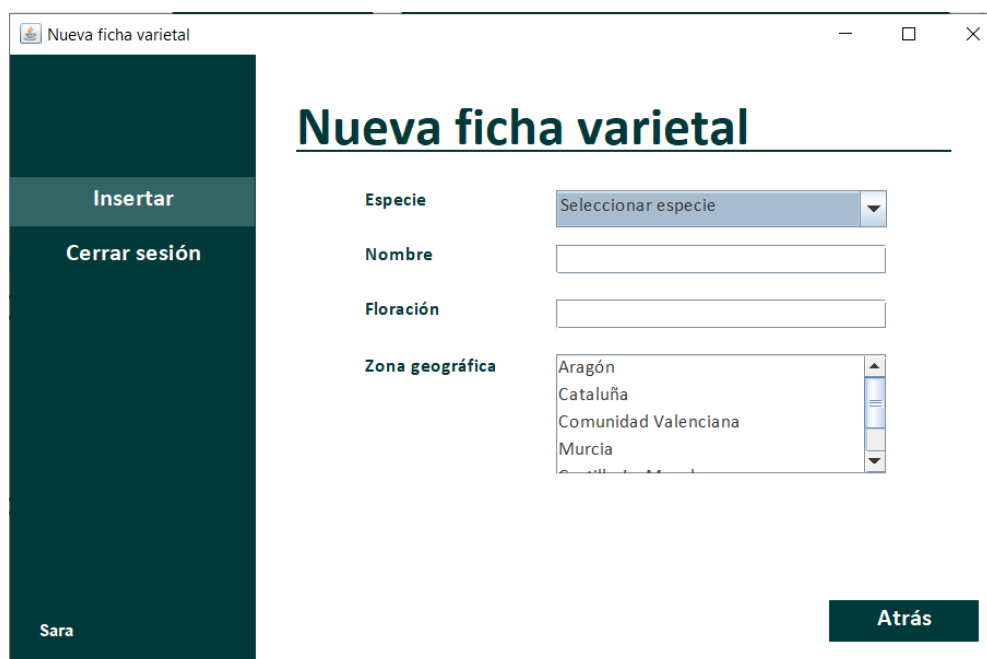 Nueva ficha varietal
Nueva ficha varietal
Insertar
Cerrar sesión
Especie
Seleccionar especie
Nombre
Floración
Zona geográfica
Aragón
Cataluña
Comunidad Valenciana
Murcia
Sara
Atrás